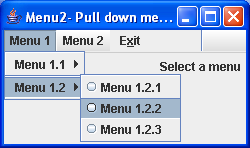 Menu2- Pull down me...
Menu 1 Menu 2 Exit
Menu 1.1
Select a menu
Menu 1.2
Menu 1.2.1
Menu 1.2.2
Menu 1.2.3